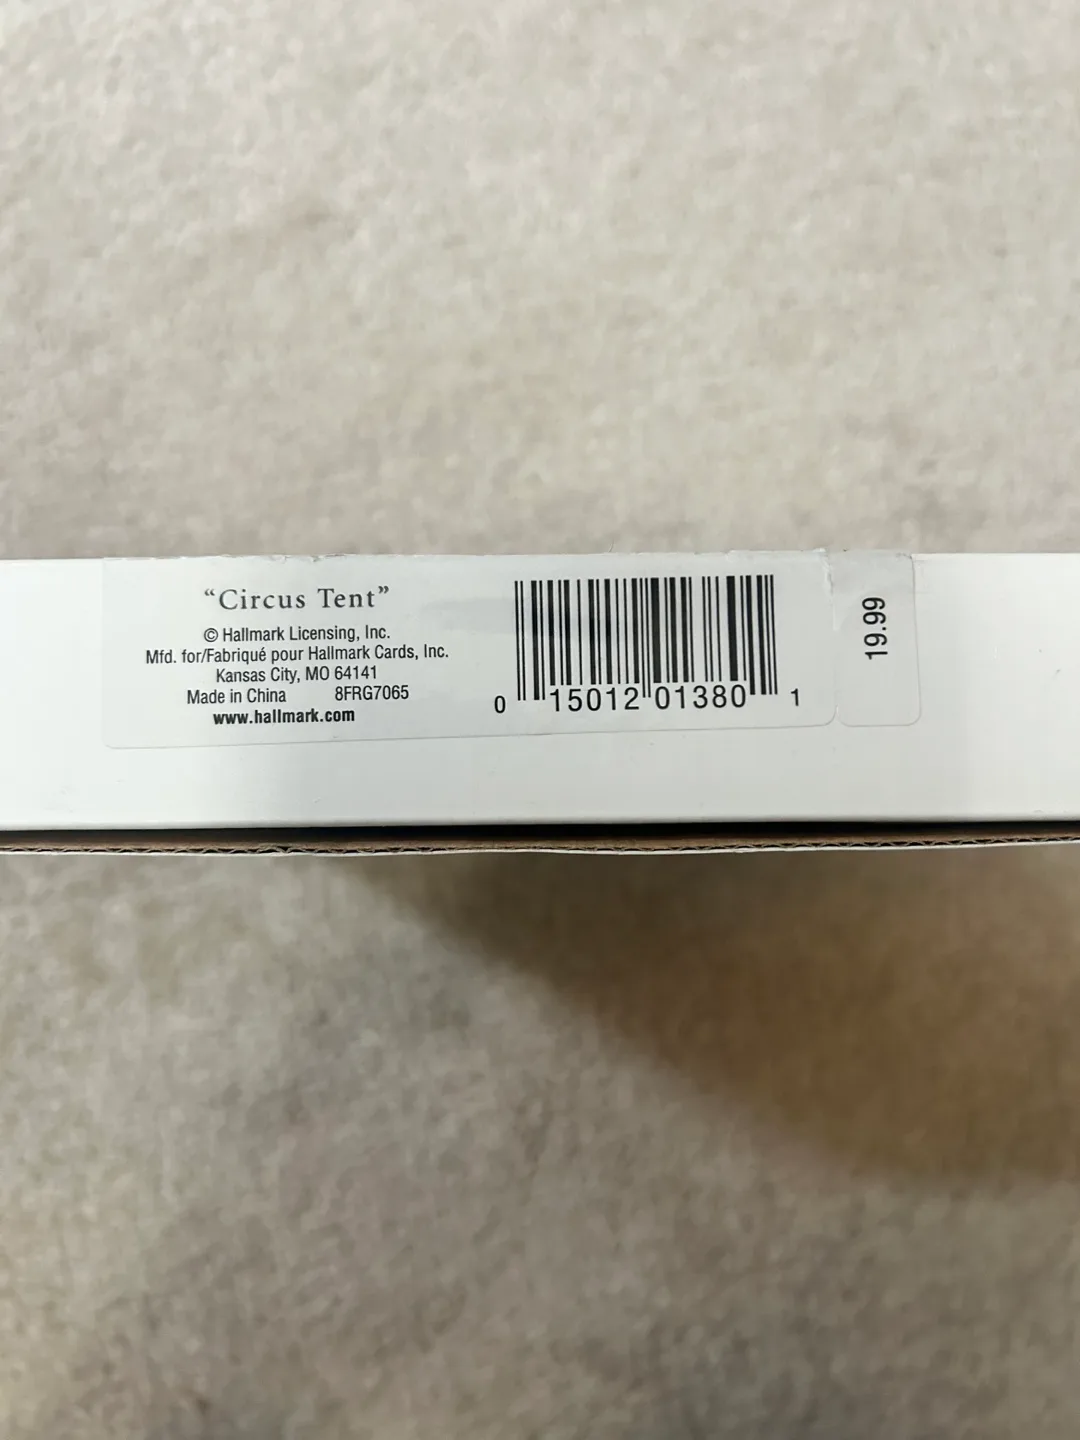 “Circus Tent”
© Hallmark Licensing, Inc.
Mfd. for/Fabriqué pour Hallmark Cards, Inc.
Kansas City, MO 64141
Made in China 8FRG7065
www.hallmark.com
0 15012 01380 1
19.99